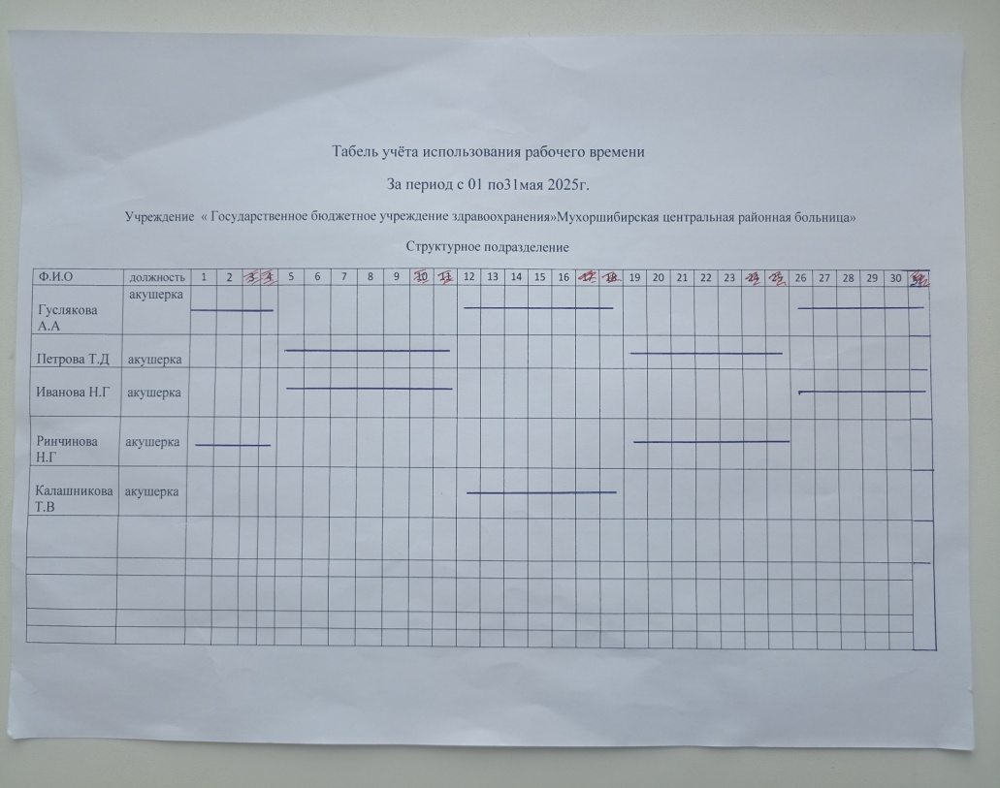 Табель учёта использования рабочего времени
За период с 01 по31мая 2025г.
Учреждение « Государственное бюджетное учреждение здравоохранения»Мухоршибирская центральная районная больница»
Структурное подразделение
Ф.И.О должность 1 2 3 4 5 6 7 8 9 10 11 12 13 14 15 16 17 18 19 20 21 22 23 24 25 26 27 28 29 30 31
акушерка
Гуслякова
А.А
Петрова Т.Д акушерка
Иванова Н.Г акушерка
Ринчинова акушерка
Н.Г
Калашникова акушерка
Т.В